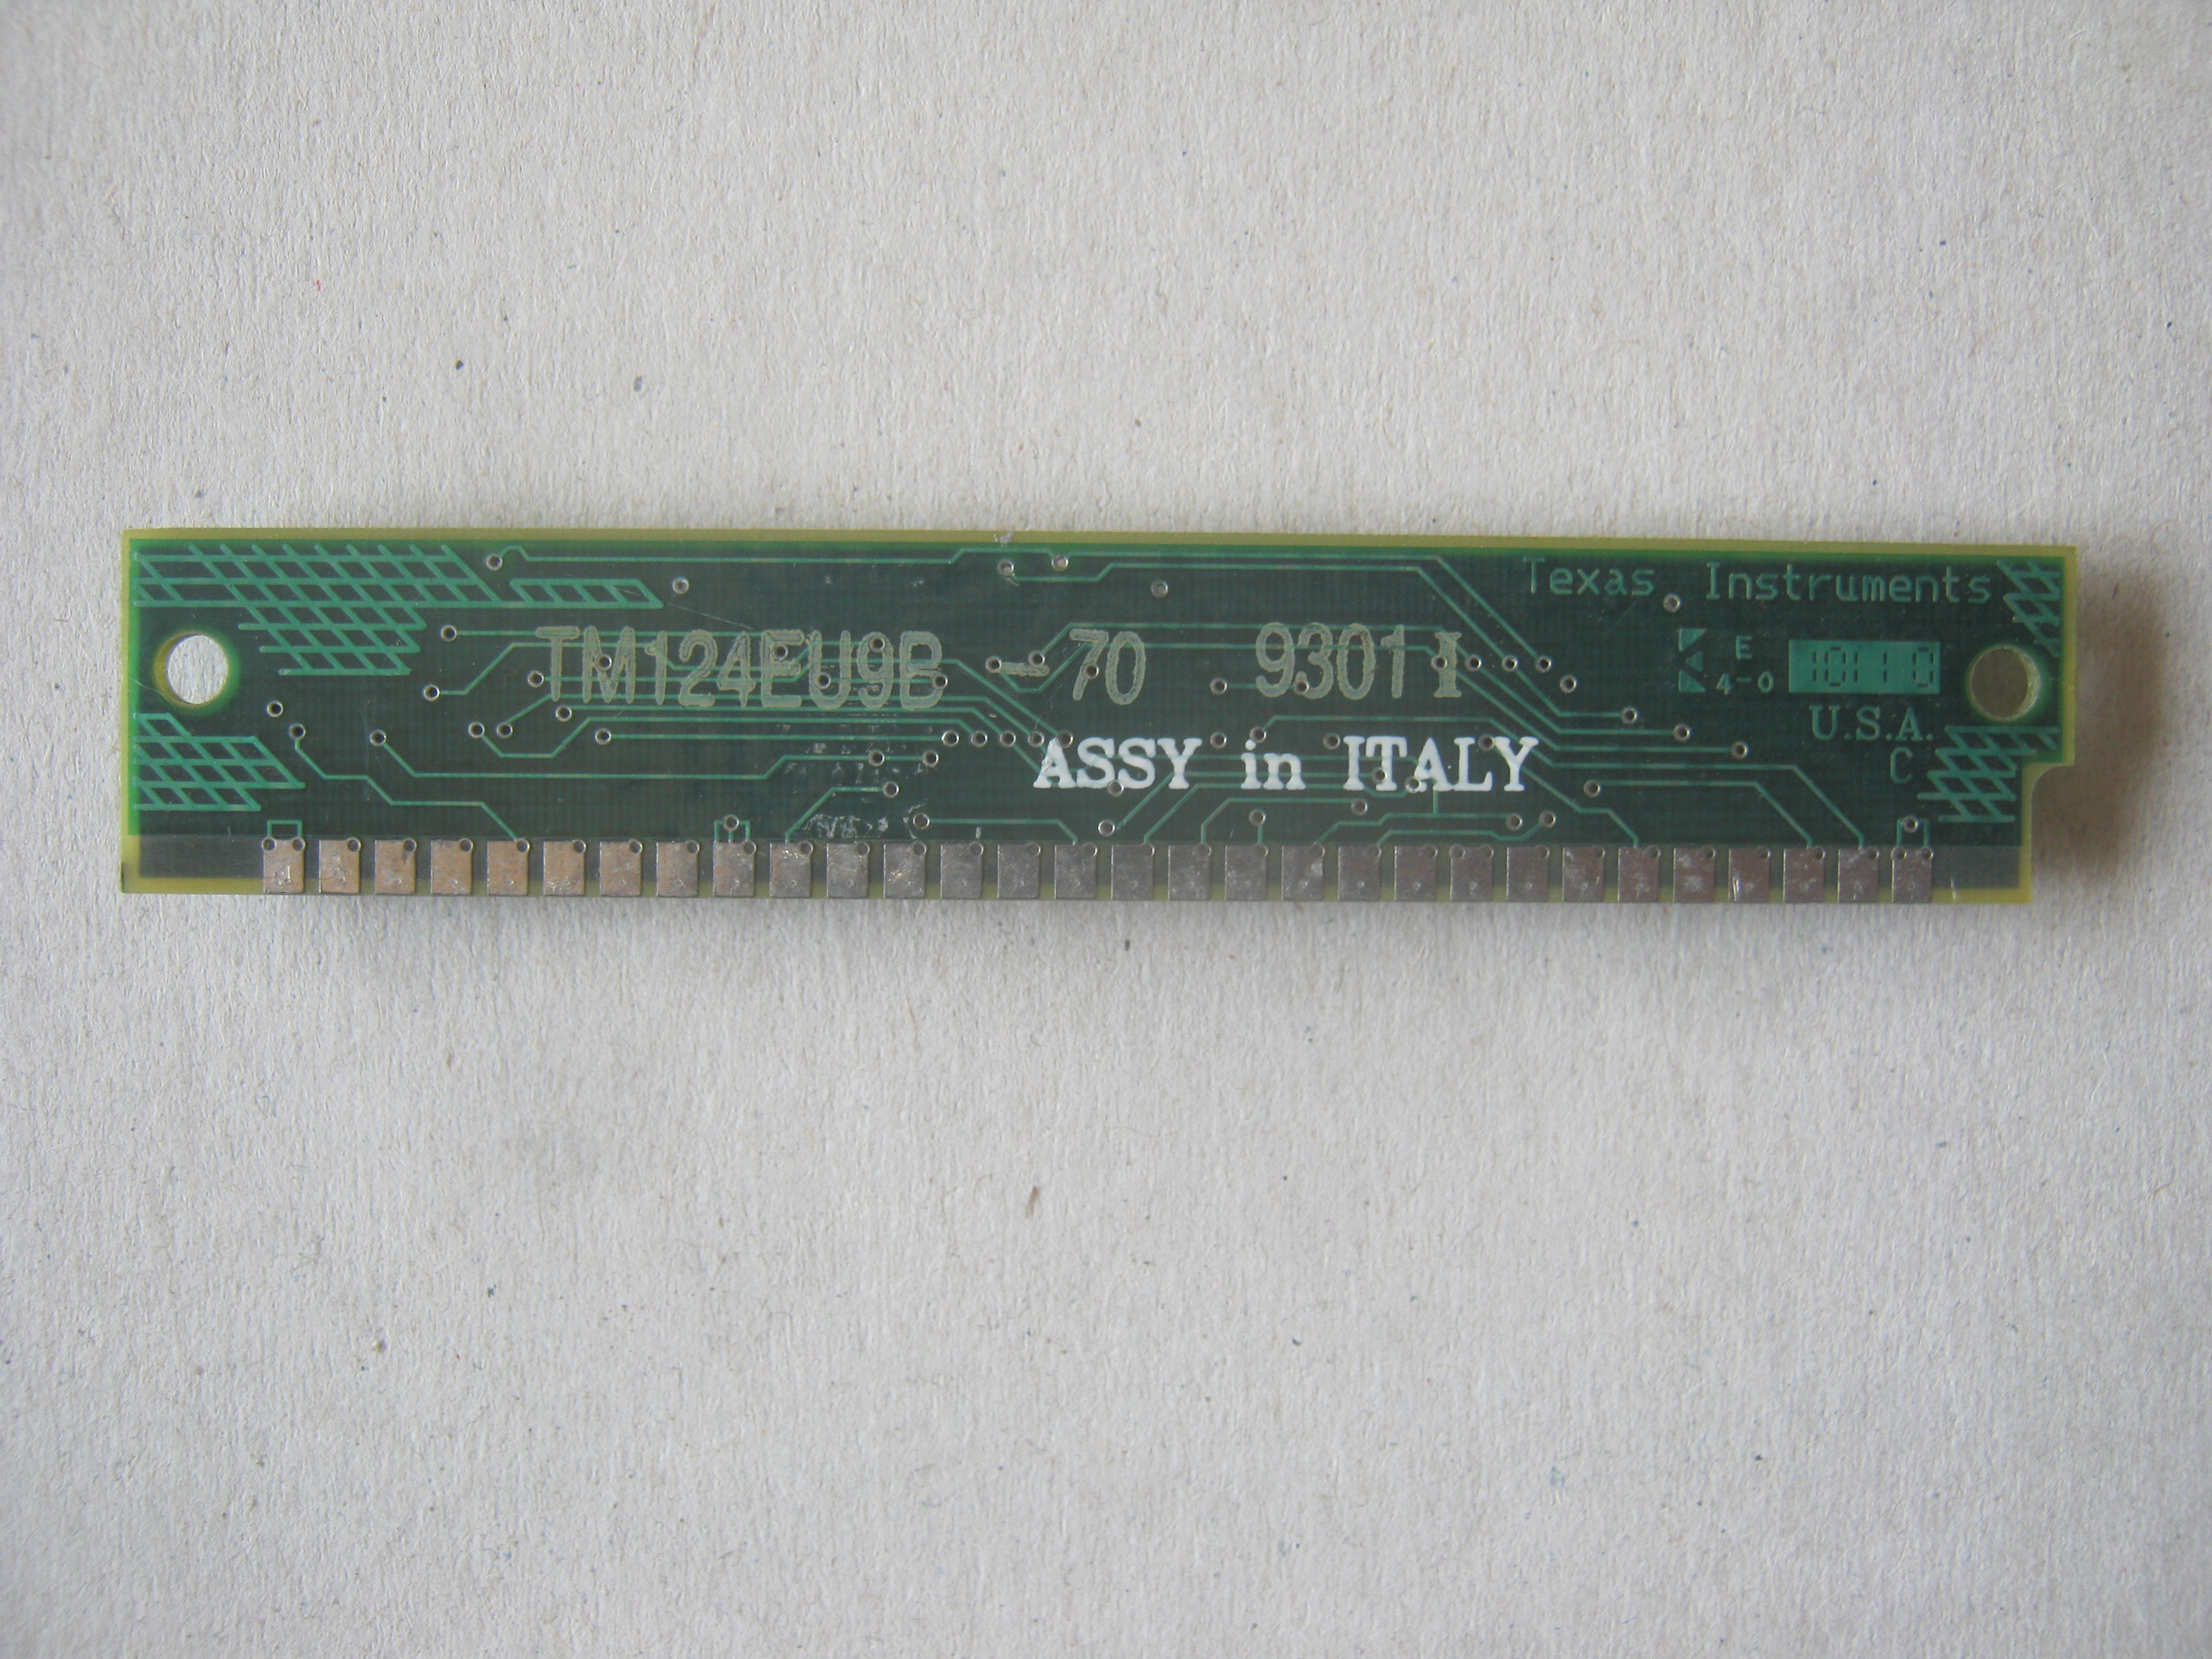 Texas Instruments
TM124EU9B - 70 9301 I
E
4-0
U.S.A.
ASSY in ITALY
C